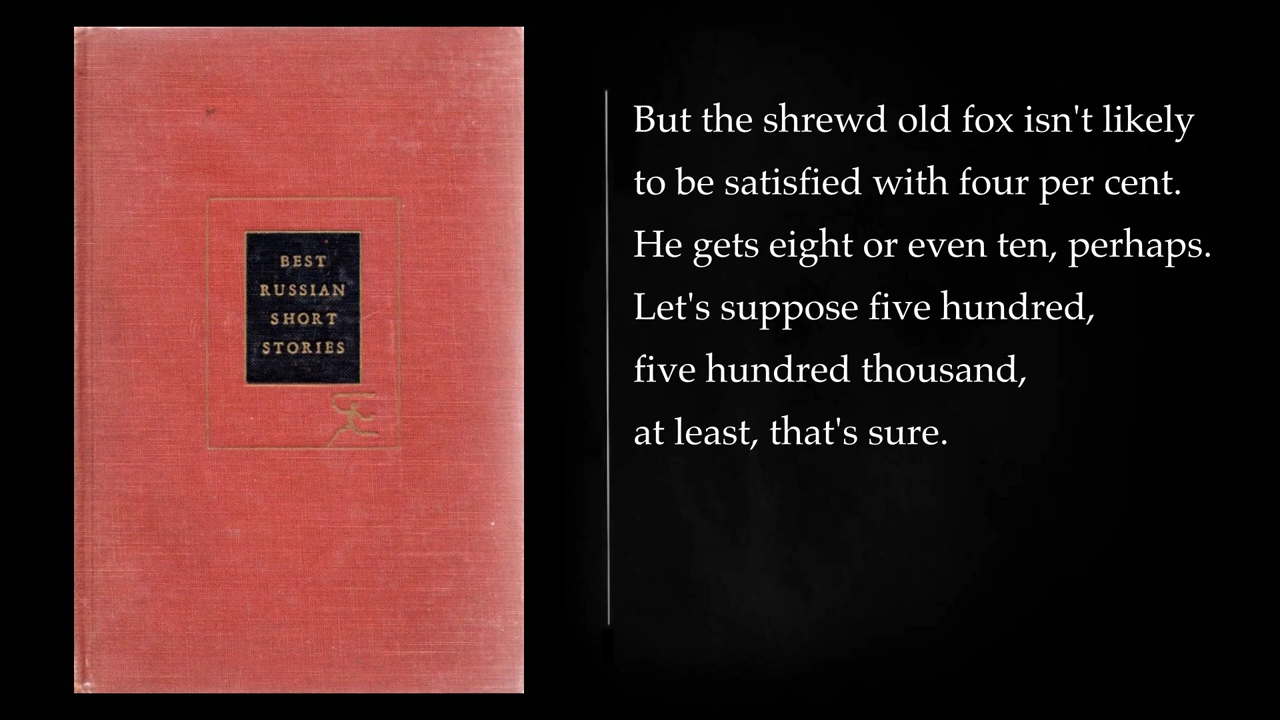 BEST
RUSSIAN
SHORT
STORIES
But the shrewd old fox isn't likely
to be satisfied with four per cent.
He gets eight or even ten, perhaps.
Let's suppose five hundred,
five hundred thousand,
at least, that's sure.